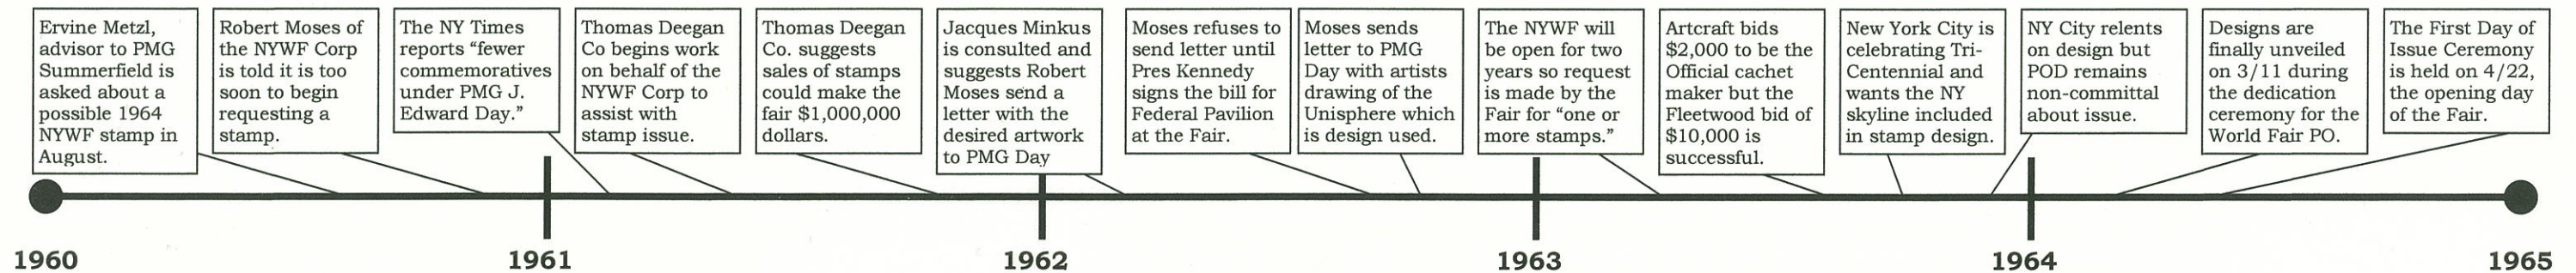 Ervine Metzl,
advisor to PMG
Summerfield is
asked about a
possible 1964
NYWF stamp in
August.
Robert Moses of
the NYWF Corp
is told it is too
soon to begin
requesting a
stamp.
The NY Times
reports “fewer
commemoratives
under PMG J.
Edward Day.”
Thomas Deegan
Co begins work
on behalf of the
NYWF Corp to
assist with
stamp issue.
Thomas Deegan
Co. suggests
sales of stamps
could make the
fair $1,000,000
dollars.
Jacques Minkus
is consulted and
suggests Robert
Moses send a
letter with the
desired artwork
to PMG Day
Moses refuses to
send letter until
Pres Kennedy
signs the bill for
Federal Pavilion
at the Fair.
Moses sends
letter to PMG
Day with artists
drawing of the
Unisphere which
is design used.
The NYWF will
be open for two
years so request
is made by the
Fair for “one or
more stamps.”
Artcraft bids
$2,000 to be the
Official cachet
maker but the
Fleetwood bid of
$10,000 is
successful.
New York City is
celebrating Tri-
Centennial and
wants the NY
skyline included
in stamp design.
NY City relents
on design but
POD remains
non-committal
about issue.
Designs are
finally unveiled
on 3/11 during
the dedication
ceremony for the
World Fair PO.
The First Day of
Issue Ceremony
is held on 4/22,
the opening day
of the Fair.
1960
1961
1962
1963
1964
1965